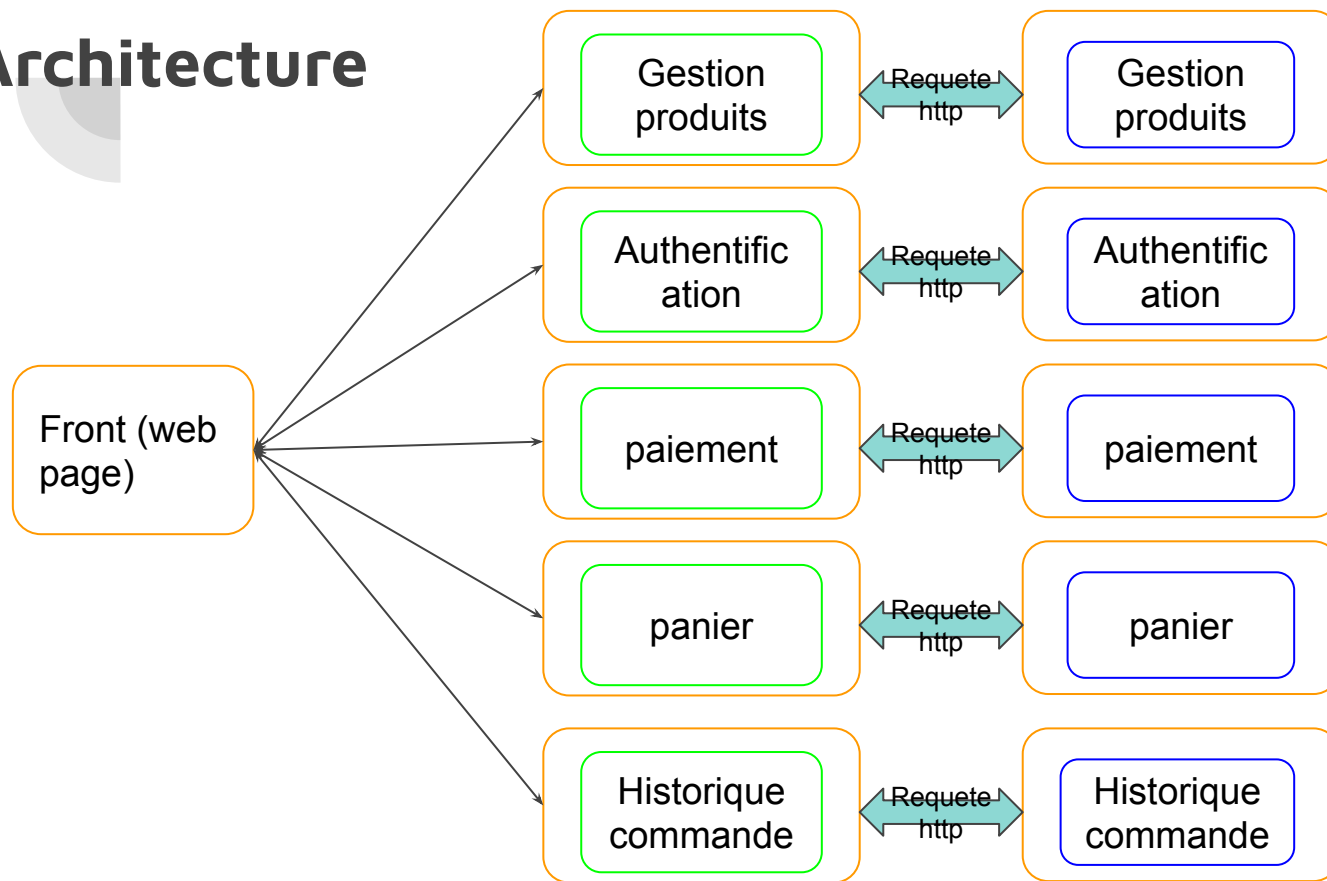 Architecture
Gestion
produits
Requete
http
Gestion
produits
Authentific
ation
Requete
http
Authentific
ation
Front (web
page)
paiement
Requete
http
paiement
panier
Requete
http
panier
Historique
commande
Requete
http
Historique
commande